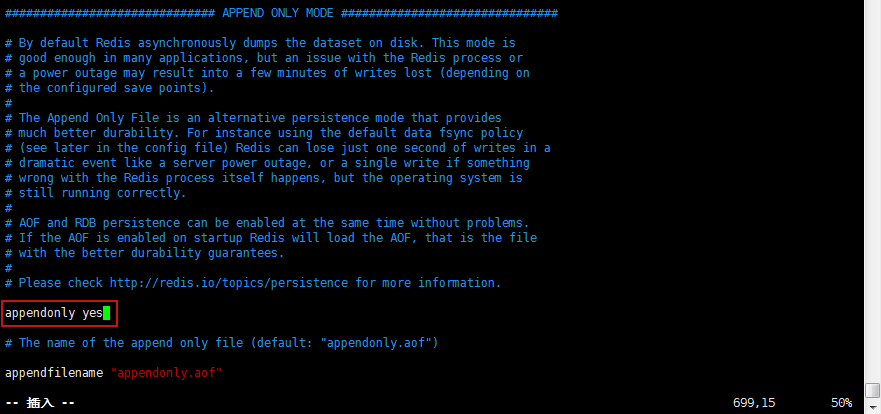 ############################## APPEND ONLY MODE ###############################
# By default Redis asynchronously dumps the dataset on disk. This mode is
# good enough in many applications, but an issue with the Redis process or
# a power outage may result into a few minutes of writes lost (depending on
# the configured save points).
#
# The Append Only File is an alternative persistence mode that provides
# much better durability. For instance using the default data fsync policy
# (see later in the config file) Redis can lose just one second of writes in a
# dramatic event like a server power outage, or a single write if something
# wrong with the Redis process itself happens, but the operating system is
# still running correctly.
#
# AOF and RDB persistence can be enabled at the same time without problems.
# If the AOF is enabled on startup Redis will load the AOF, that is the file
# with the better durability guarantees.
#
# Please check http://redis.io/topics/persistence for more information.
appendonly yes
# The name of the append only file (default: "appendonly.aof")
appendfilename "appendonly.aof"
-- 插入 -- 699,15 50%